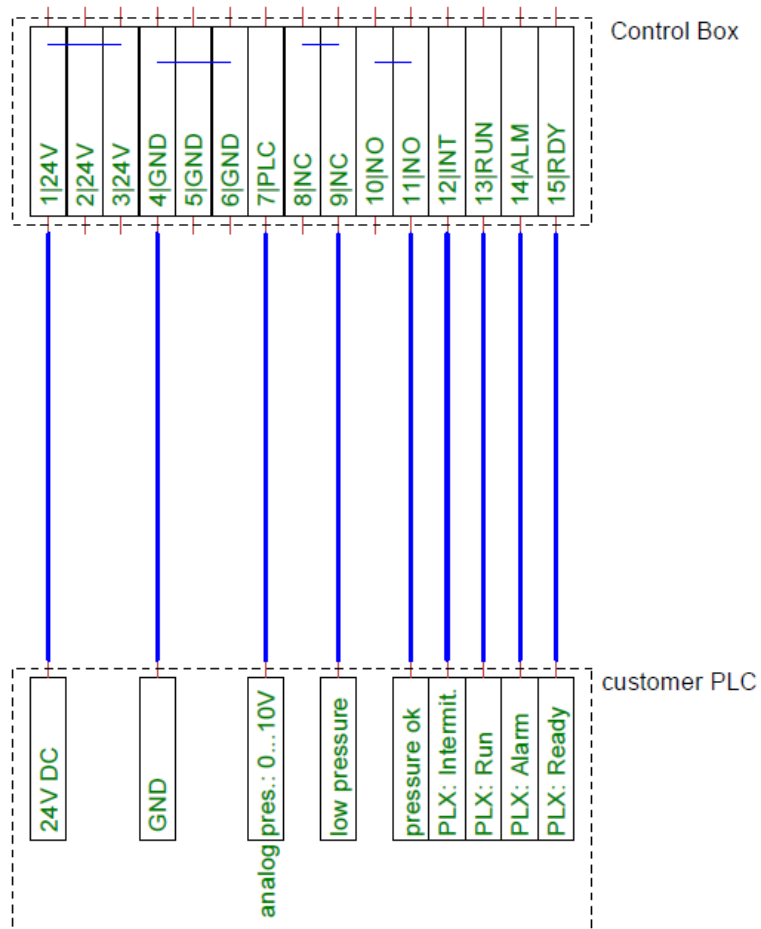 Control Box
1|24V
2|24V
3|24V
4|GND
5|GND
6|GND
7|PLC
8|NC
9|NC
10|NO
11|NO
12|INT
13|RUN
14|ALM
15|RDY
customer PLC
24V DC
GND
analog pres.: 0...10V
low pressure
pressure ok
PLX: Intermit.
PLX: Run
PLX: Alarm
PLX: Ready